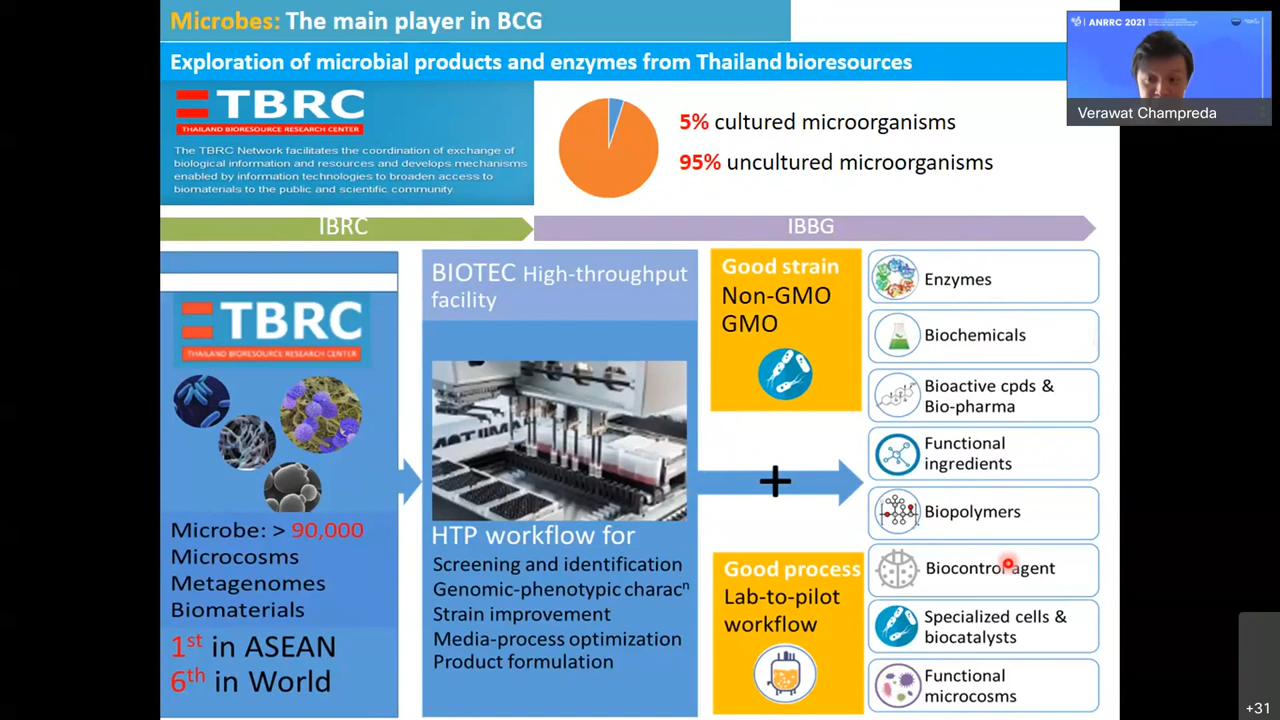 Microbes: The main player in BCG
Exploration of microbial products and enzymes from Thailand bioresources
ANRRC 2021
Verawat Champreda
TBRC
THAILAND BIORESOURCE RESEARCH CENTER
The TBRC Network facilitates the coordination of exchange of
biological information and resources and develops mechanisms
enabled by information technologies to broaden access to
biomaterials to the public and scientific community.
5% cultured microorganisms
95% uncultured microorganisms
IBRC
IBBG
TBRC
THAILAND BIORESOURCE RESEARCH CENTER
Microbe: > 90,000
Microcosms
Metagenomes
Biomaterials
1st in ASEAN
6th in World
BIOTEC High-throughput
facility
HTP workflow for
Screening and identification
Genomic-phenotypic characⁿ
Strain improvement
Media-process optimization
Product formulation
Good strain
Non-GMO
GMO
+
Good process
Lab-to-pilot
workflow
Enzymes
Biochemicals
Bioactive cpds &
Bio-pharma
Functional
ingredients
Biopolymers
Biocontrol agent
Specialized cells &
biocatalysts
Functional
microcosms
+31